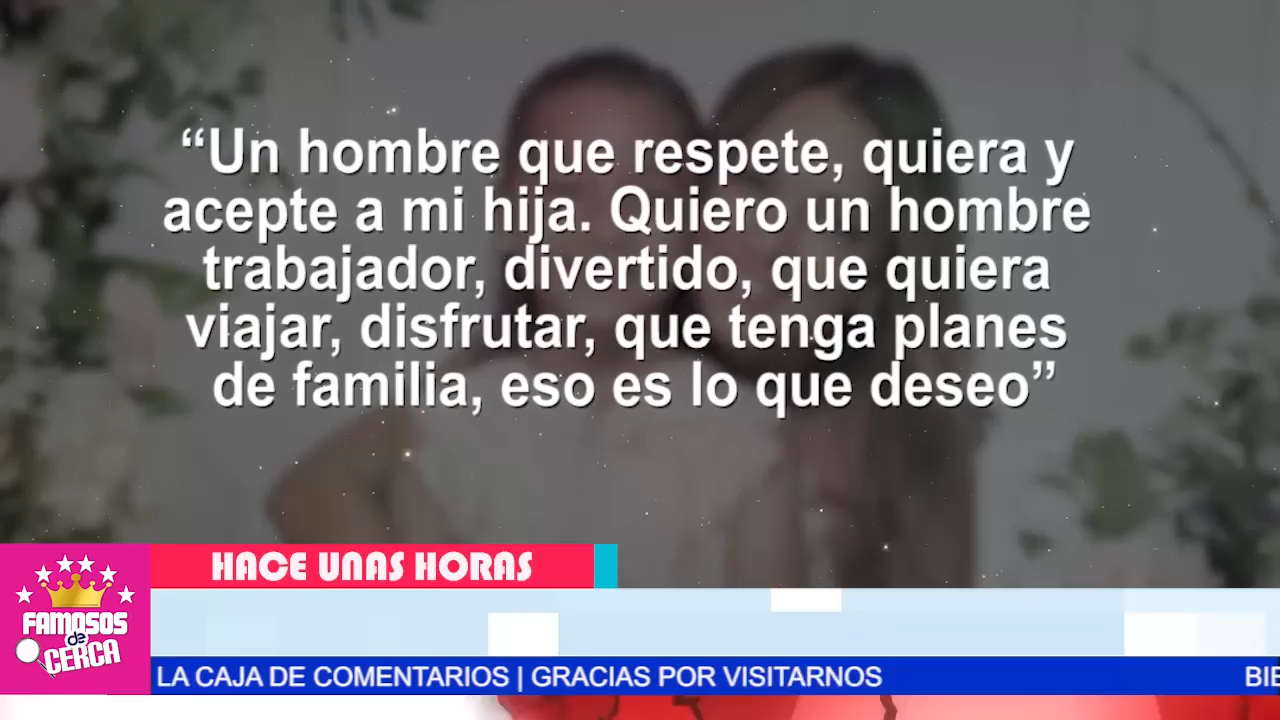 “Un hombre que respete, quiera y
acepte a mi hija. Quiero un hombre
trabajador, divertido, que quiera
viajar, disfrutar, que tenga planes
de familia, eso es lo que deseo”
HACE UNAS HORAS
FAMOSOS
de
CERCA
LA CAJA DE COMENTARIOS | GRACIAS POR VISITARNOS
BIE